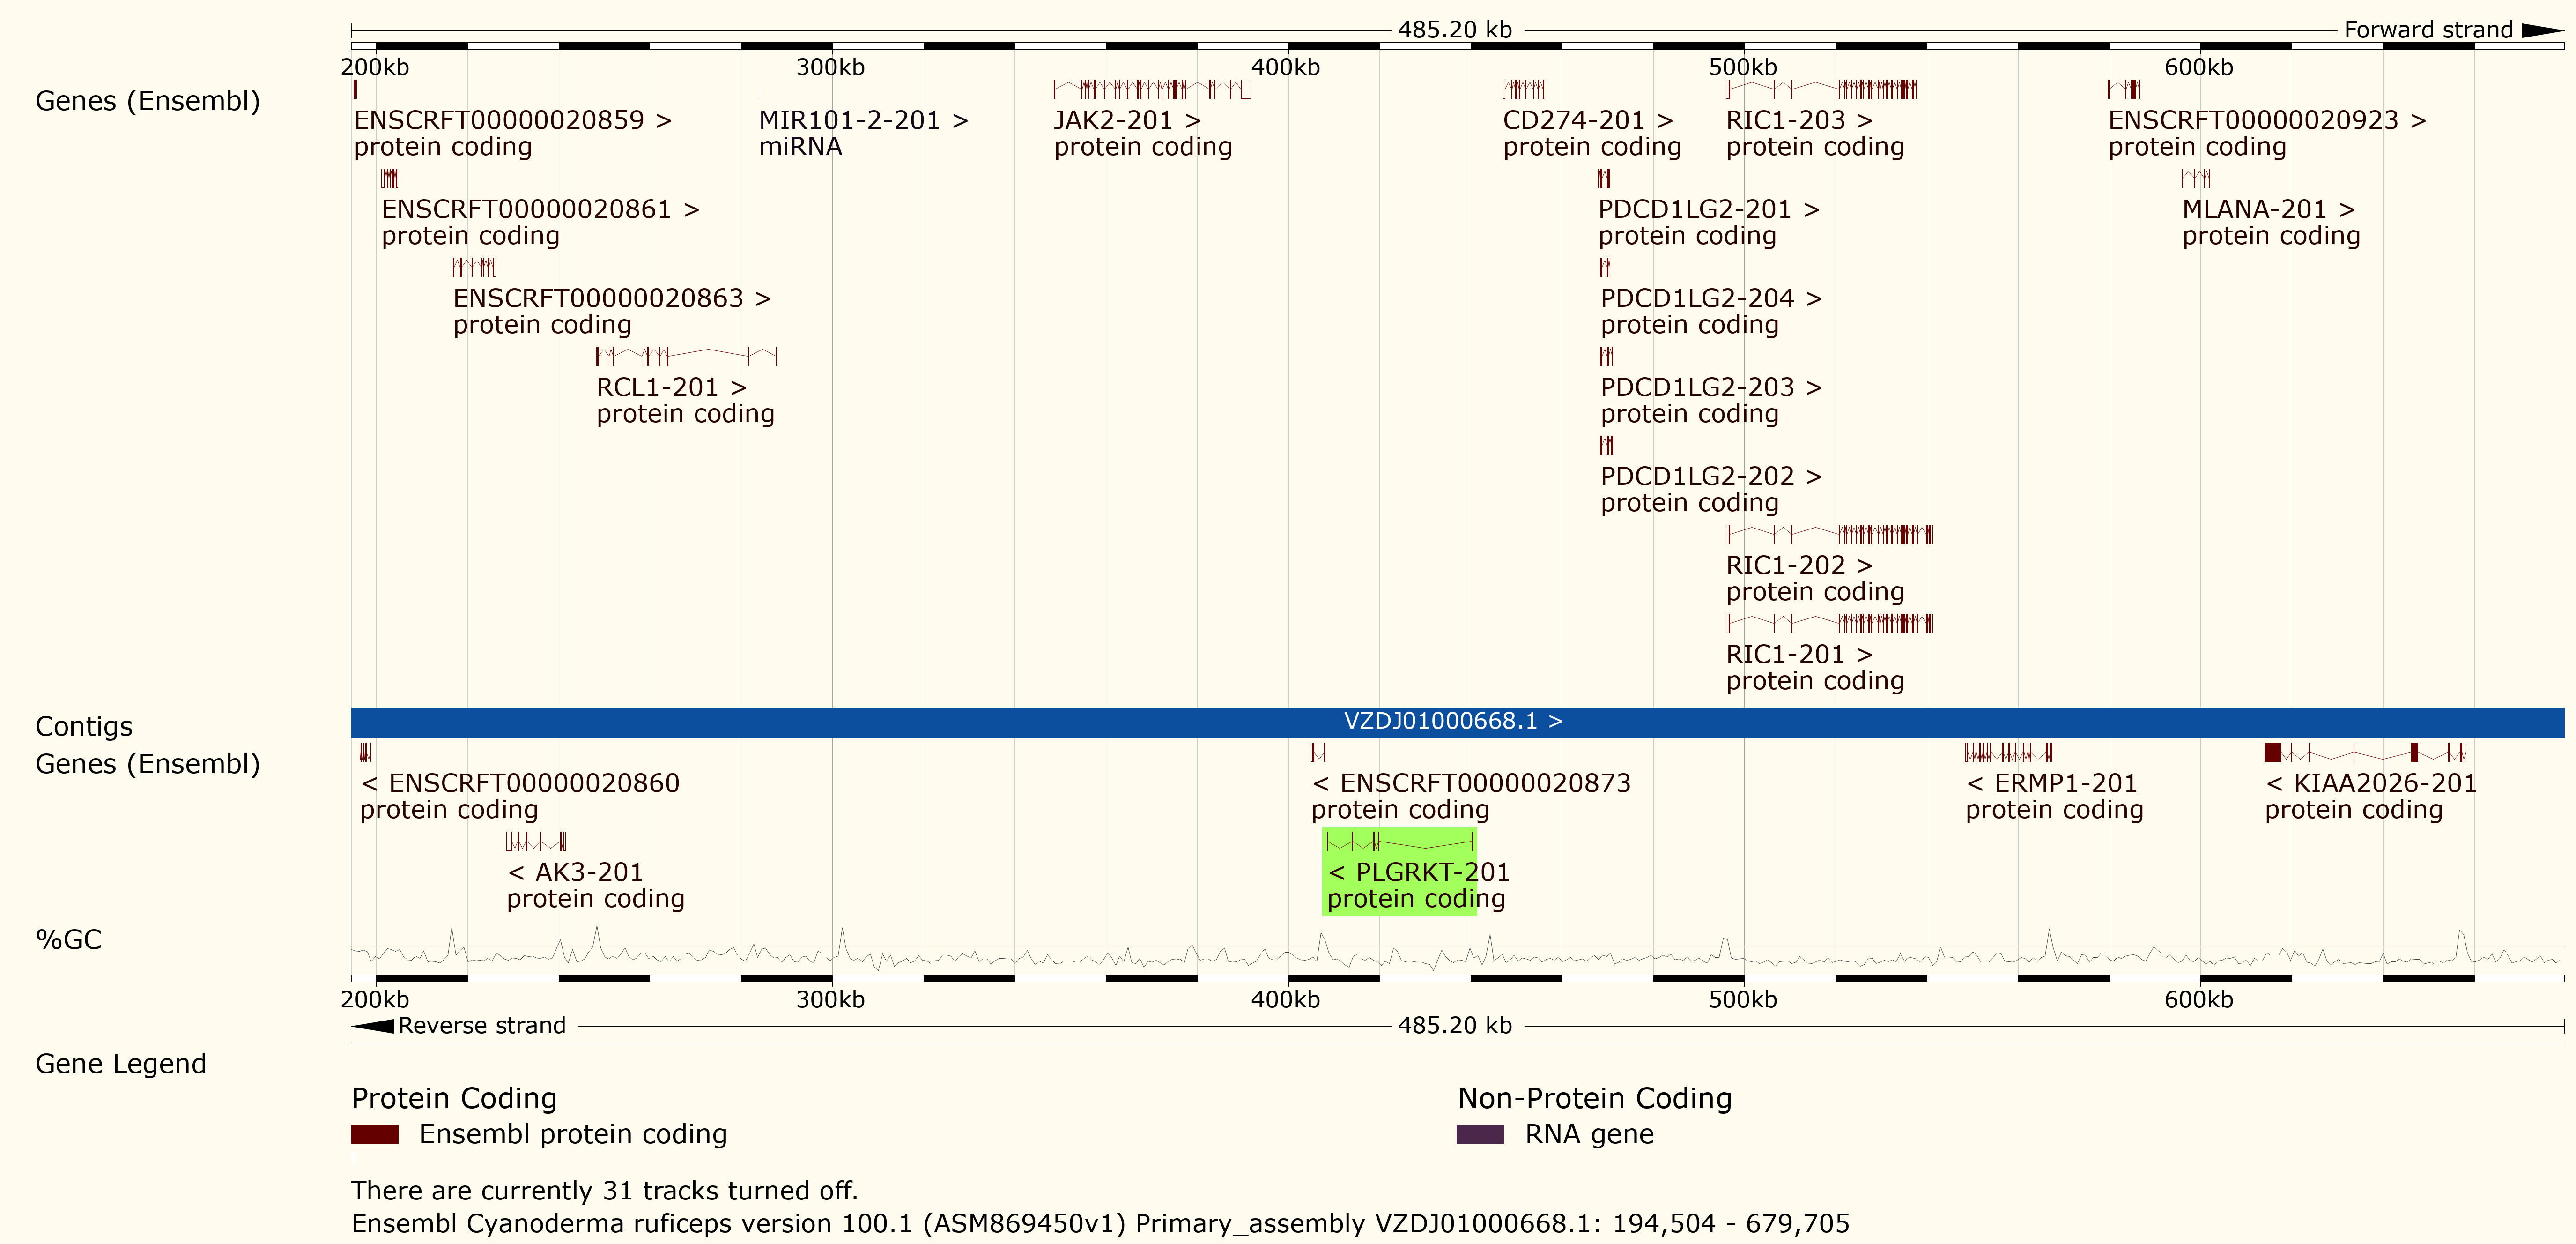 485.20 kb
Forward strand
200kb 300kb 400kb 500kb 600kb
Genes (Ensembl)
ENSCRFT00000020859 > MIR101-2-201 > JAK2-201 > CD274-201 > RIC1-203 > ENSCRFT00000020923 >
protein coding miRNA protein coding protein coding protein coding protein coding
ENSCRFT00000020861 > PDCD1LG2-201 > MLANA-201 >
protein coding protein coding protein coding
ENSCRFT00000020863 > PDCD1LG2-204 >
protein coding protein coding
RCL1-201 > PDCD1LG2-203 >
protein coding protein coding
PDCD1LG2-202 >
protein coding
RIC1-202 >
protein coding
RIC1-201 >
protein coding
Contigs
VZDJ01000668.1 >
Genes (Ensembl)
< ENSCRFT00000020860 < ENSCRFT00000020873 < ERMP1-201 < KIAA2026-201
protein coding protein coding protein coding protein coding
< AK3-201 < PLGRKT-201
protein coding protein coding
%GC
200kb 300kb 400kb 500kb 600kb
Reverse strand 485.20 kb
Gene Legend
Protein Coding Non-Protein Coding
Ensembl protein coding RNA gene
There are currently 31 tracks turned off.
Ensembl Cyanoderma ruficeps version 100.1 (ASM869450v1) Primary_assembly VZDJ01000668.1: 194,504 - 679,705